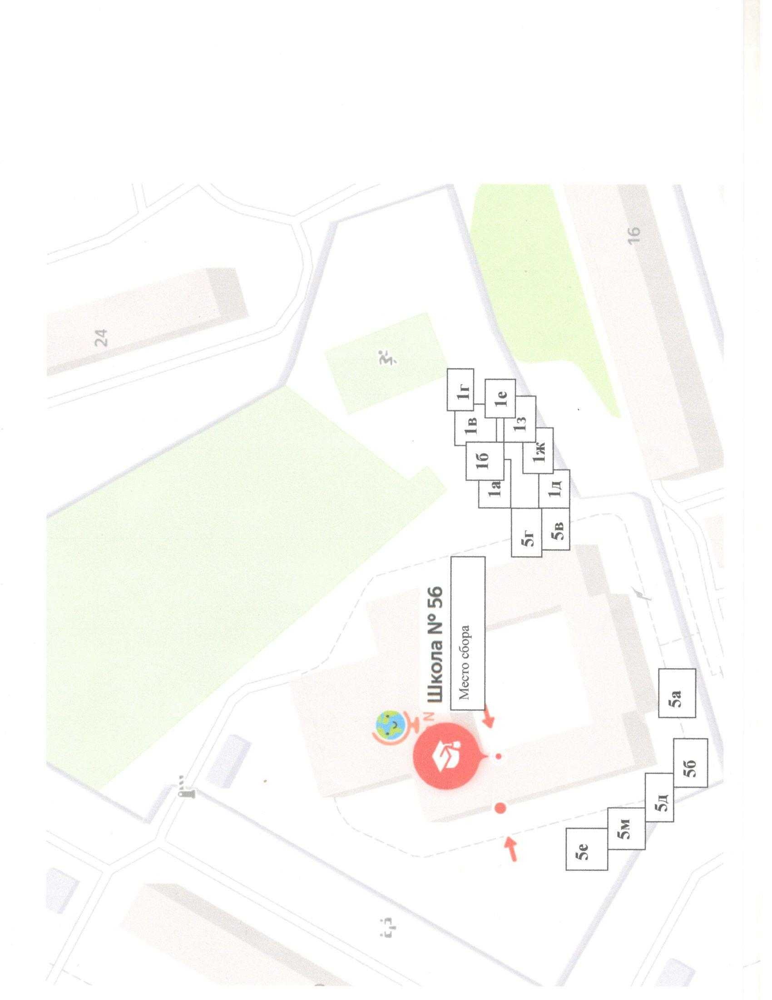 24
16
Школа № 56
Место сбора
N
1г
1в
1е
1з
1б
1ж
1а
1д
5г
5в
5а
5б
5д
5м
5е